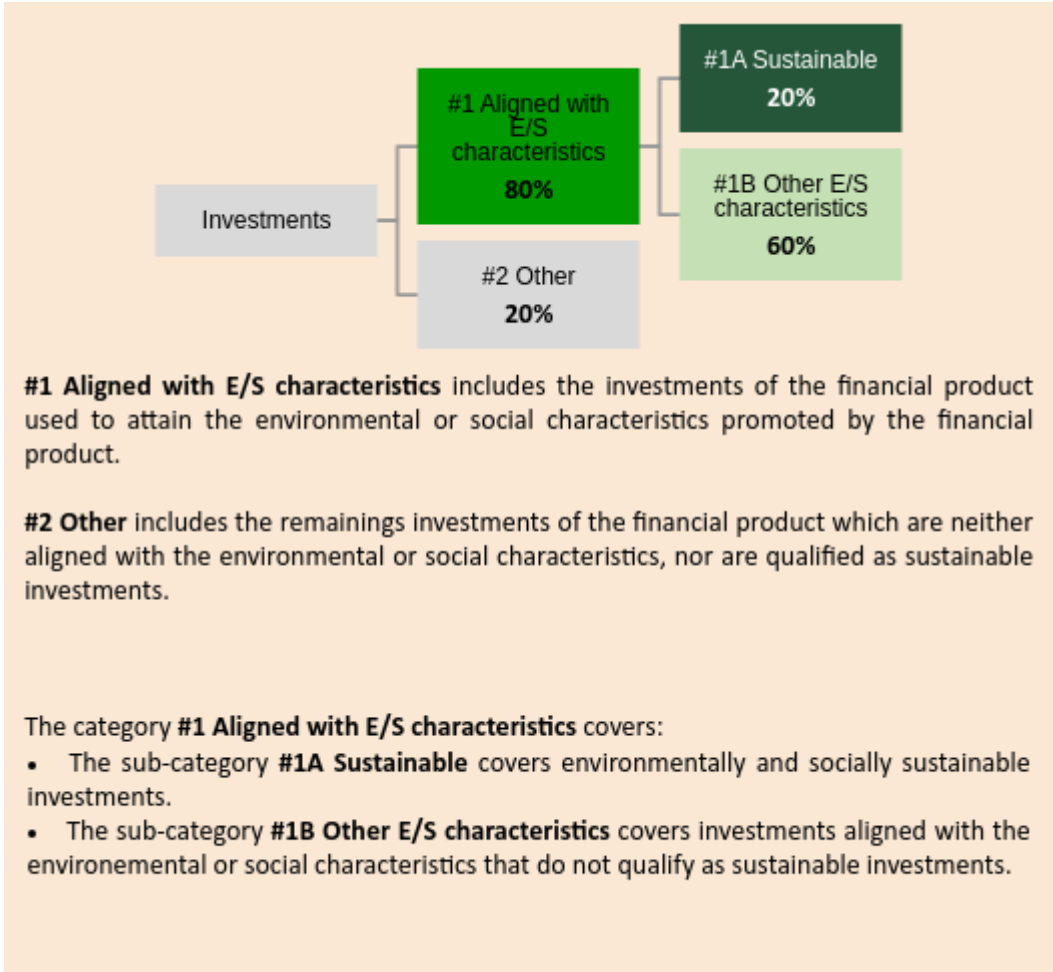 #1A Sustainable
20%
#1 Aligned with
E/S
characteristics
80%
#1B Other E/S
characteristics
60%
Investments
#2 Other
20%
#1 Aligned with E/S characteristics includes the investments of the financial product
used to attain the environmental or social characteristics promoted by the financial
product.
#2 Other includes the remainings investments of the financial product which are neither
aligned with the environmental or social characteristics, nor are qualified as sustainable
investments.
The category #1 Aligned with E/S characteristics covers:
• The sub-category #1A Sustainable covers environmentally and socially sustainable
investments.
• The sub-category #1B Other E/S characteristics covers investments aligned with the
environemental or social characteristics that do not qualify as sustainable investments.